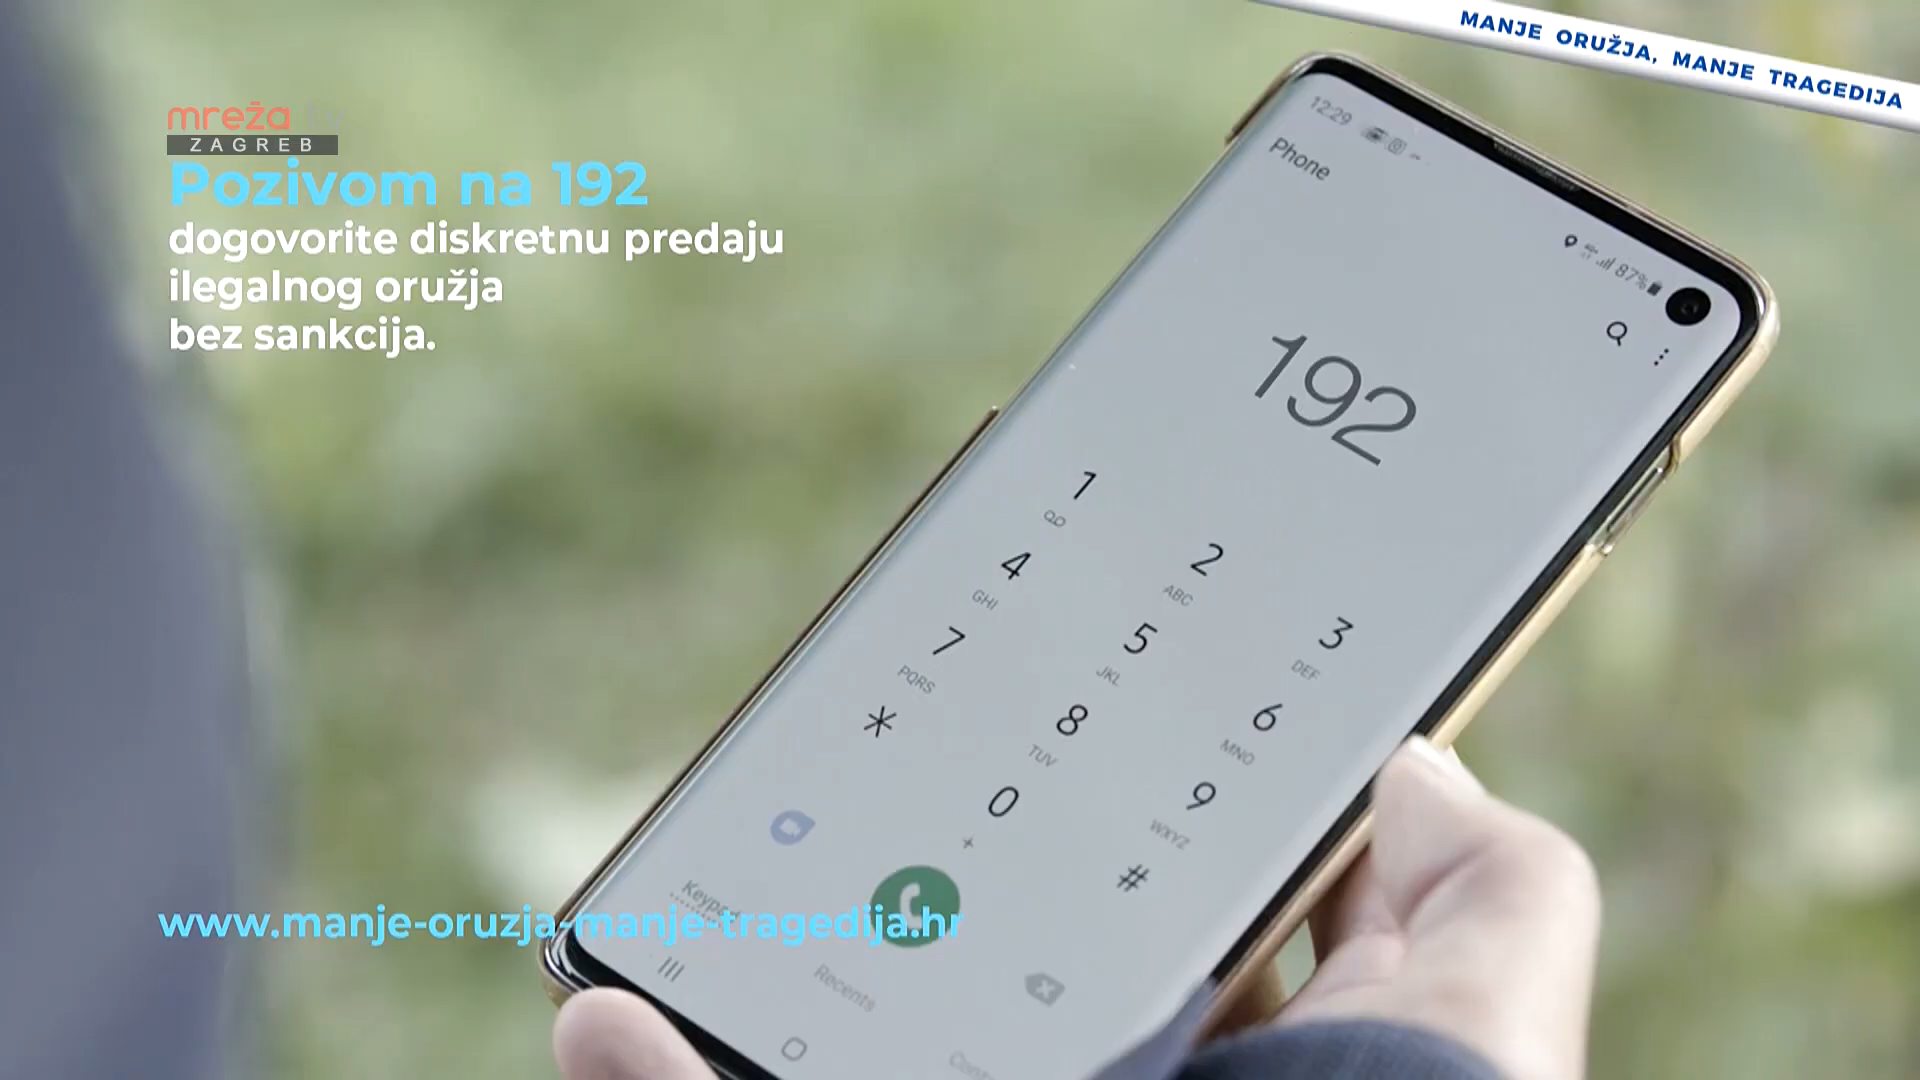 MANJE ORUŽJA, MANJE TRAGEDIJA
mreža tv
ZAGREB
Pozivom na 192
dogovorite diskretnu predaju
ilegalnog oružja
bez sankcija.
12:29
Phone
87%
192
1
2
ABC
3
DEF
4
GHI
5
JKL
6
MNO
7
PQRS
8
TUV
9
WXYZ
*
0
+
#
www.manje-oruzja-manje-tragedija.hr
Recents